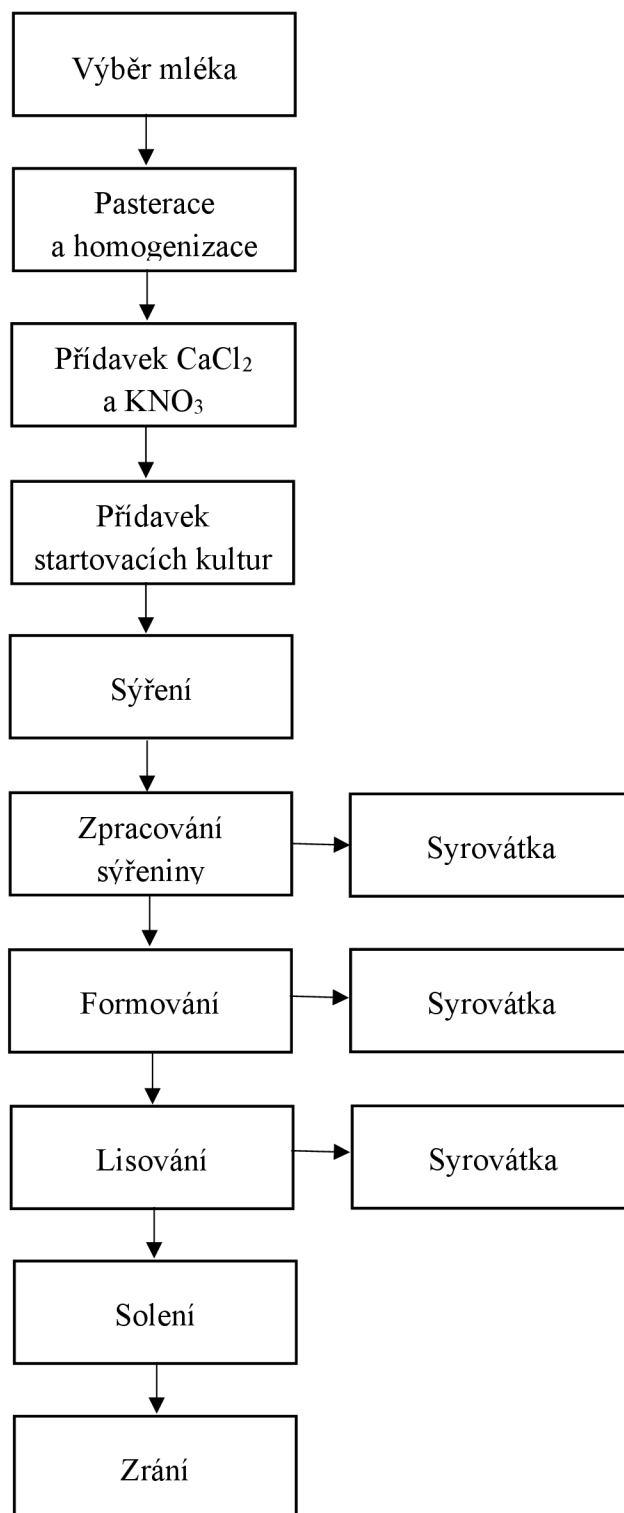 Výběr mléka
Pasterace
a homogenizace
Přídavek CaCl₂
a KNO₃
Přídavek
startovacích kultur
Sýření
Zpracování
sýřeniny
Syrovátka
Formování
Syrovátka
Lisování
Syrovátka
Solení
Zrání